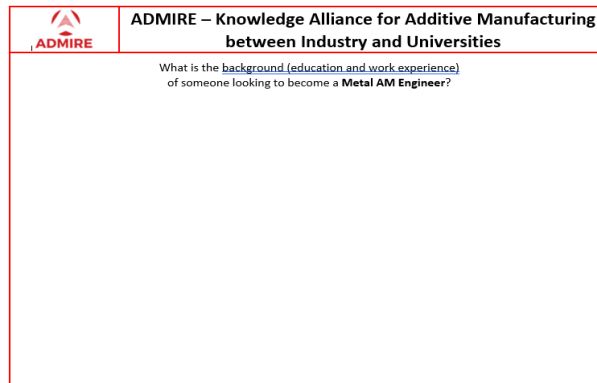 ADMIRE
ADMIRE – Knowledge Alliance for Additive Manufacturing
between Industry and Universities
What is the background (education and work experience)
of someone looking to become a Metal AM Engineer?